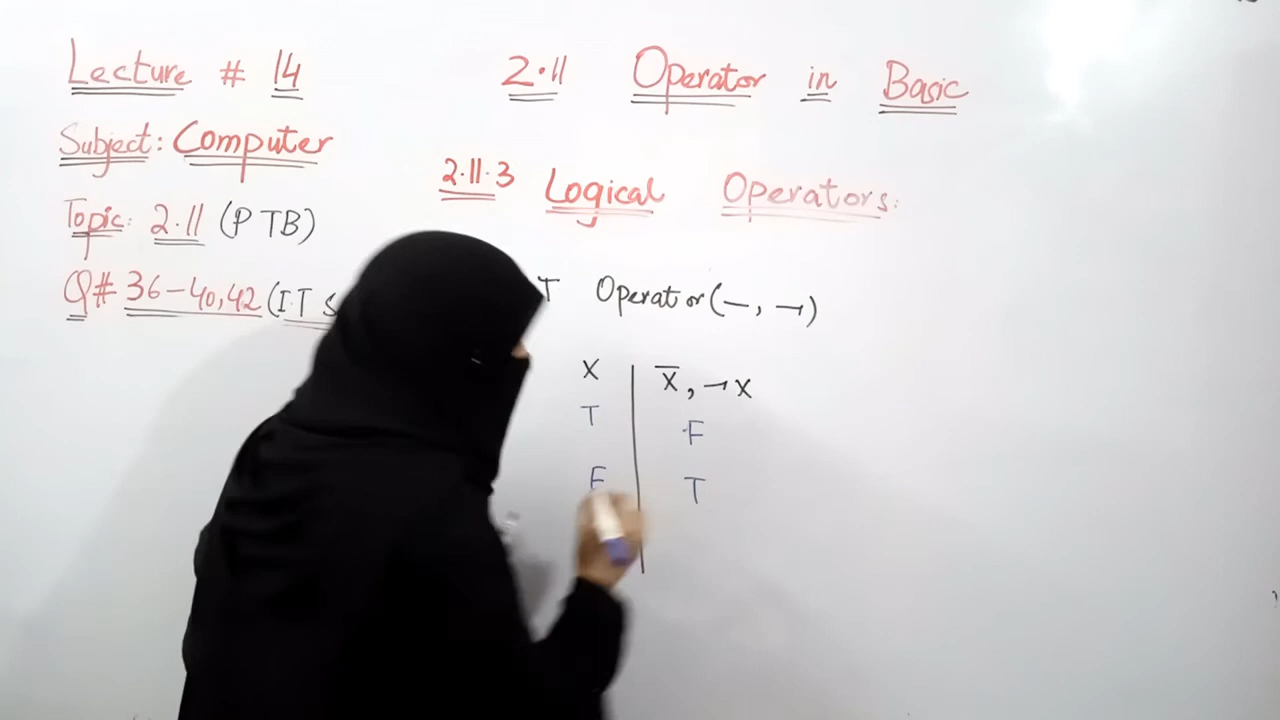 Lecture # 14
Subject: Computer
Topic: 2.11 (PTB)
Q# 36-40,42 (I.T S
2.11 Operator in Basic
2.11.3 Logical Operators:
T Operator(—, ¬)
X | X̅, ¬X
T | F
F | T